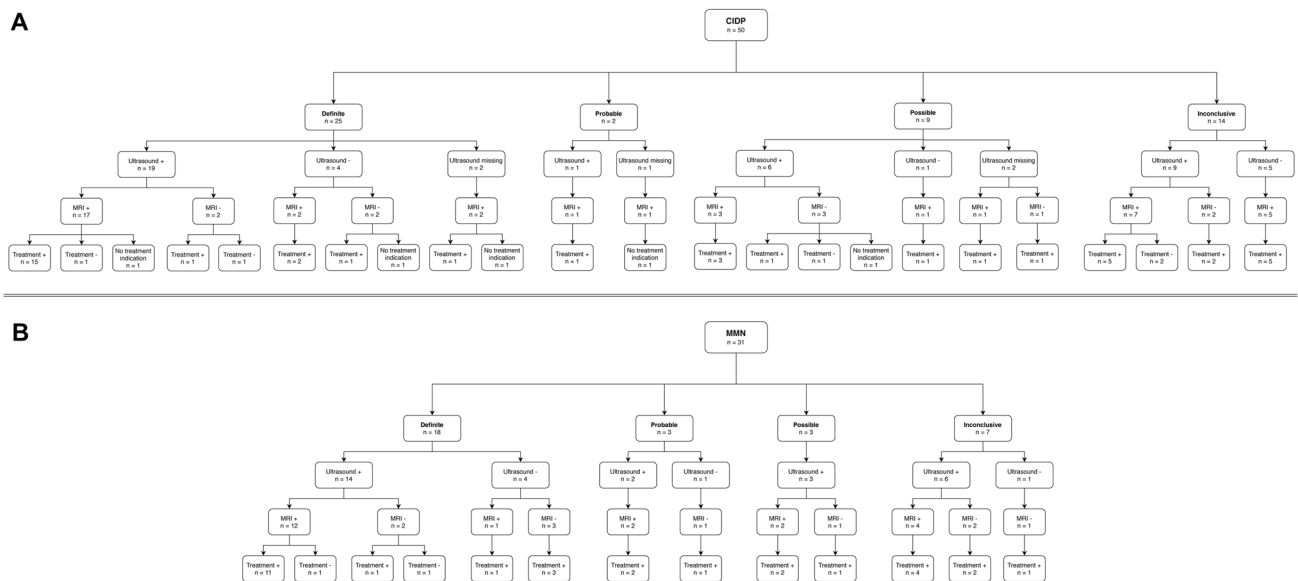 A
CIDP
n = 50
Definite
n = 25
Probable
n = 2
Possible
n = 9
Inconclusive
n = 14
Ultrasound +
n = 19
Ultrasound -
n = 4
Ultrasound missing
n = 2
Ultrasound +
n = 1
Ultrasound missing
n = 1
Ultrasound +
n = 6
Ultrasound -
n = 1
Ultrasound missing
n = 2
Ultrasound +
n = 9
Ultrasound -
n = 5
MRI +
n = 17
MRI -
n = 2
MRI +
n = 2
MRI -
n = 2
MRI +
n = 2
MRI +
n = 1
MRI +
n = 1
MRI +
n = 3
MRI -
n = 3
MRI +
n = 1
MRI +
n = 1
MRI -
n = 1
MRI +
n = 7
MRI -
n = 2
MRI +
n = 5
Treatment +
n = 15
Treatment -
n = 1
No treatment
indication
n = 1
Treatment +
n = 1
Treatment -
n = 1
Treatment +
n = 2
Treatment +
n = 1
No treatment
indication
n = 1
Treatment +
n = 1
No treatment
indication
n = 1
Treatment +
n = 1
No treatment
indication
n = 1
Treatment +
n = 3
Treatment +
n = 1
Treatment -
n = 1
No treatment
indication
n = 1
Treatment +
n = 1
Treatment +
n = 1
Treatment +
n = 1
Treatment +
n = 5
Treatment -
n = 2
Treatment +
n = 2
Treatment +
n = 5
B
MMN
n = 31
Definite
n = 18
Probable
n = 3
Possible
n = 3
Inconclusive
n = 7
Ultrasound +
n = 14
Ultrasound -
n = 4
Ultrasound +
n = 2
Ultrasound -
n = 1
Ultrasound +
n = 3
Ultrasound +
n = 6
Ultrasound -
n = 1
MRI +
n = 12
MRI -
n = 2
MRI +
n = 1
MRI -
n = 3
MRI +
n = 2
MRI -
n = 1
MRI +
n = 2
MRI -
n = 1
MRI +
n = 4
MRI -
n = 2
MRI -
n = 1
Treatment +
n = 11
Treatment -
n = 1
Treatment +
n = 1
Treatment -
n = 1
Treatment +
n = 1
Treatment +
n = 3
Treatment +
n = 2
Treatment +
n = 1
Treatment +
n = 2
Treatment +
n = 1
Treatment +
n = 4
Treatment +
n = 2
Treatment +
n = 1